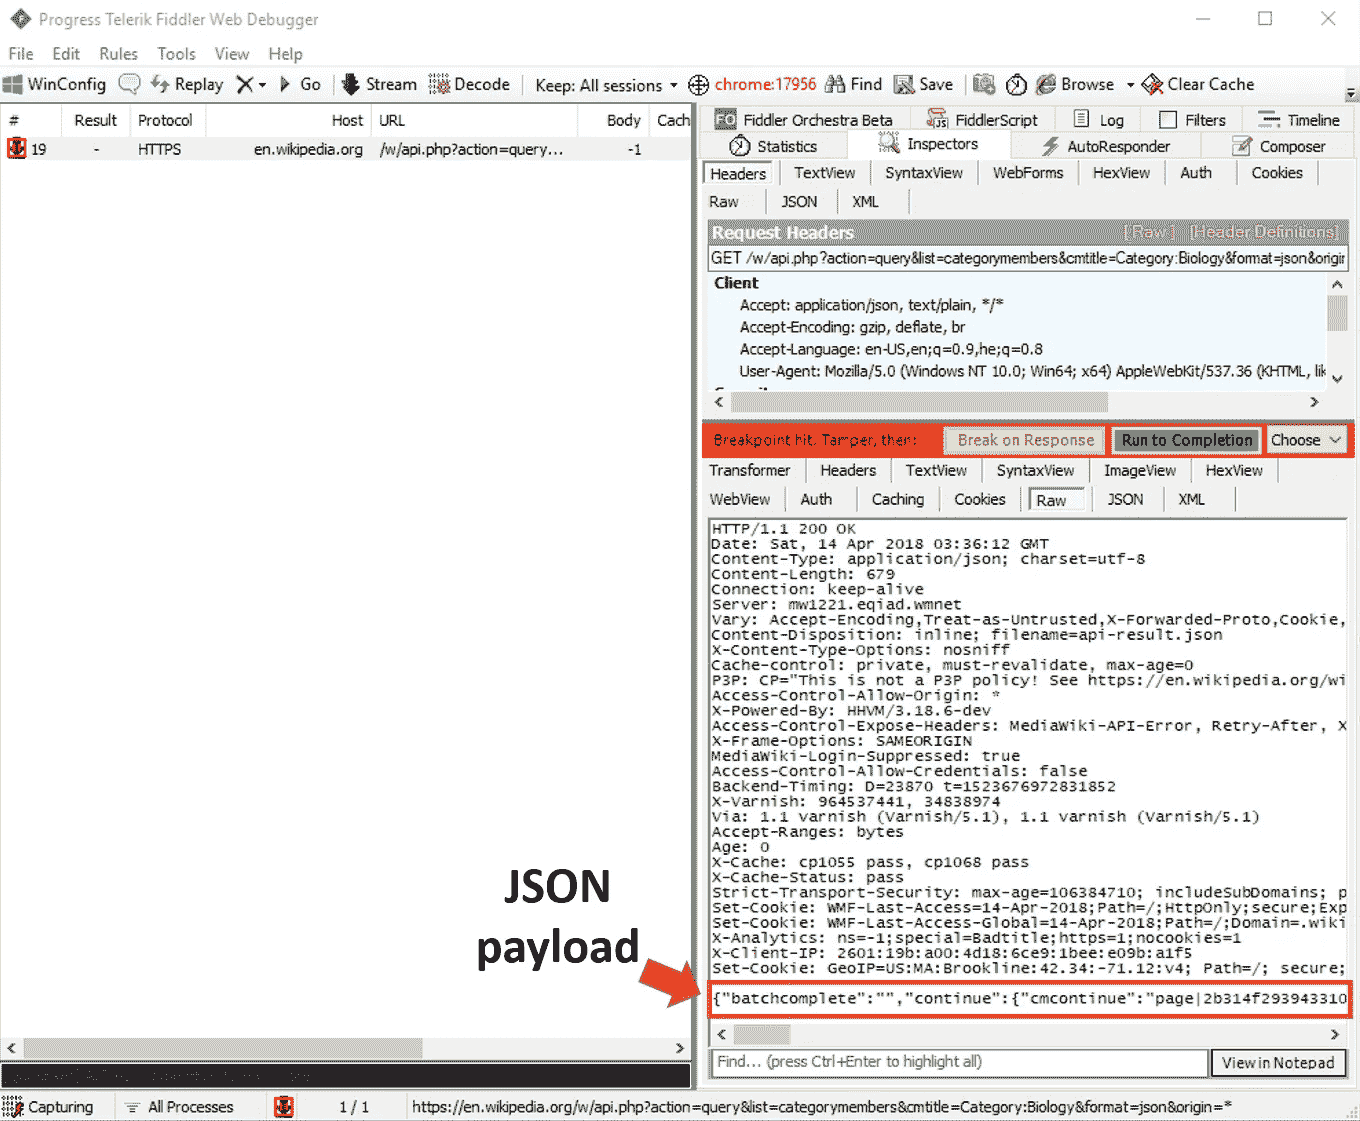 Progress Telerik Fiddler Web Debugger
File Edit Rules Tools View Help
WinConfig Replay Go Stream Decode Keep: All sessions chrome:17956 Find Save Browse Clear Cache
# Result Protocol Host URL Body Cach
19 - HTTPS en.wikipedia.org /w/api.php?action=query... -1
FO Fiddler Orchestra Beta JS FiddlerScript Log Filters Timeline
Statistics Inspectors AutoResponder Composer
Headers TextView SyntaxView WebForms HexView Auth Cookies
Raw JSON XML
Request Headers [ Raw ] [Header Definitions]
GET /w/api.php?action=query&list=categorymembers&cmtitle=Category:Biology&format=json&origir
Client
Accept: application/json, text/plain, */*
Accept-Encoding: gzip, deflate, br
Accept-Language: en-US,en;q=0.9,he;q=0.8
User-Agent: Mozilla/5.0 (Windows NT 10.0; Win64; x64) AppleWebKit/537.36 (KHTML, lik
Breakpoint hit. Tamper, then: Break on Response Run to Completion Choose
Transformer Headers TextView SyntaxView ImageView HexView
WebView Auth Caching Cookies Raw JSON XML
HTTP/1.1 200 OK
Date: Sat, 14 Apr 2018 03:36:12 GMT
Content-Type: application/json; charset=utf-8
Content-Length: 679
Connection: keep-alive
Server: mw1221.eqiad.wmnet
Vary: Accept-Encoding,Treat-as-Untrusted,X-Forwarded-Proto,Cookie,
Content-Disposition: inline; filename=api-result.json
X-Content-Type-Options: nosniff
Cache-control: private, must-revalidate, max-age=0
P3P: CP="This is not a P3P policy! See https://en.wikipedia.org/wi
Access-Control-Allow-Origin: *
X-Powered-By: HHVM/3.18.6-dev
Access-Control-Expose-Headers: MediaWiki-API-Error, Retry-After, X
X-Frame-Options: SAMEORIGIN
MediaWiki-Login-Suppressed: true
Access-Control-Allow-Credentials: false
Backend-Timing: D=23870 t=1523676972831852
X-Varnish: 964537441, 34838974
Via: 1.1 varnish (Varnish/5.1), 1.1 varnish (Varnish/5.1)
Accept-Ranges: bytes
Age: 0
X-Cache: cp1055 pass, cp1068 pass
X-Cache-Status: pass
Strict-Transport-Security: max-age=106384710; includeSubDomains; p
Set-Cookie: WMF-Last-Access=14-Apr-2018;Path=/;HttpOnly;secure;Exp
Set-Cookie: WMF-Last-Access-Global=14-Apr-2018;Path=/;Domain=.wiki
X-Analytics: ns=-1;special=Badtitle;https=1;nocookies=1
X-Client-IP: 2601:19b:a00:4d18:6ce9:1bee:e09b:a1f5
Set-Cookie: GeoIP=US:MA:Brookline:42.34:-71.12:v4; Path=/; secure;
{"batchcomplete":"","continue":{"cmcontinue":"page|2b314f293943310
JSON
payload
Find... (press Ctrl+Enter to highlight all) View in Notepad
Capturing All Processes 1 / 1 https://en.wikipedia.org/w/api.php?action=query&list=categorymembers&cmtitle=Category:Biology&format=json&origin=*